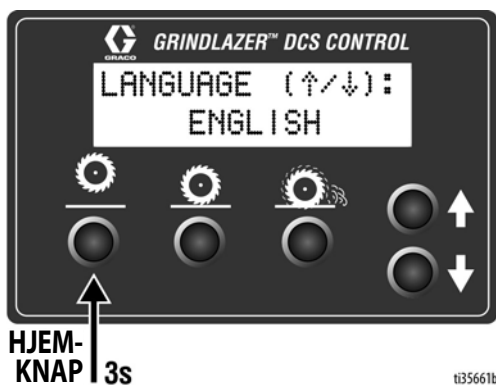 GRACO
GRINDLAZER™ DCS CONTROL
LANGUAGE (↑/↓):
ENGLISH
HJEM-
KNAP
3s
ti35661b